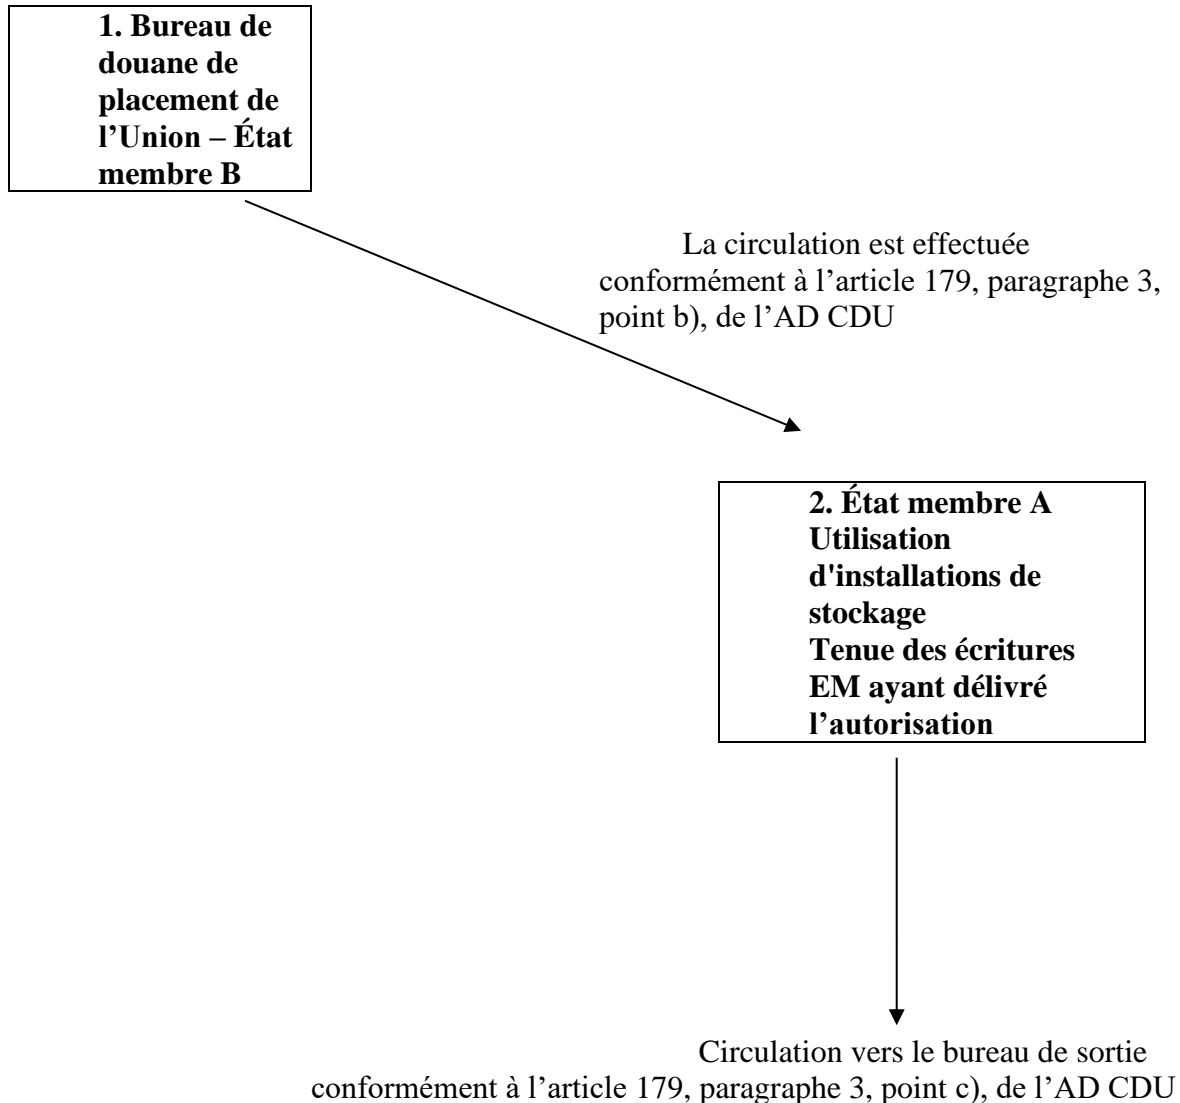 1. Bureau de
douane de
placement de
l’Union – État
membre B
La circulation est effectuée
conformément à l’article 179, paragraphe 3,
point b), de l’AD CDU
2. État membre A
Utilisation
d'installations de
stockage
Tenue des écritures
EM ayant délivré
l’autorisation
Circulation vers le bureau de sortie
conformément à l’article 179, paragraphe 3, point c), de l’AD CDU